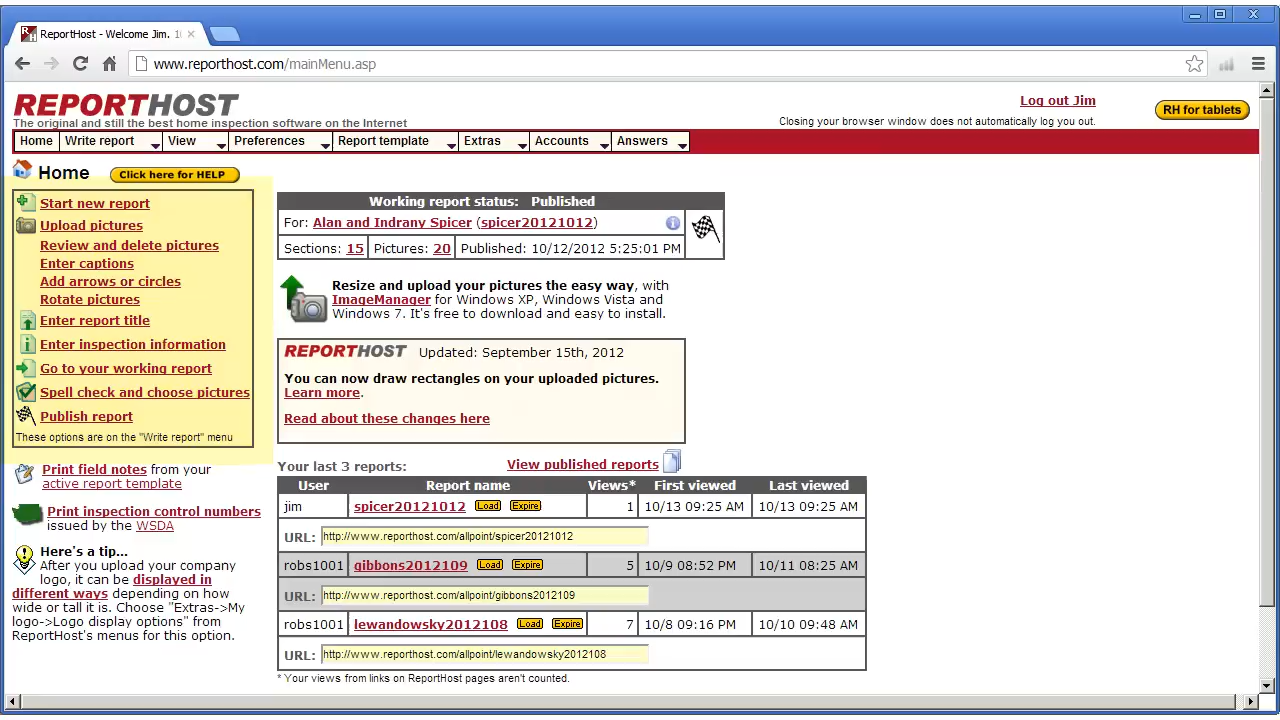 ReportHost - Welcome Jim.
www.reporthost.com/mainMenu.asp
REPORTHOST
The original and still the best home inspection software on the Internet
Log out Jim
Closing your browser window does not automatically log you out.
RH for tablets
Home Write report View Preferences Report template Extras Accounts Answers
Home Click here for HELP
Start new report
Upload pictures
Review and delete pictures
Enter captions
Add arrows or circles
Rotate pictures
Enter report title
Enter inspection information
Go to your working report
Spell check and choose pictures
Publish report
These options are on the "Write report" menu
Print field notes from your
active report template
Print inspection control numbers
issued by the WSDA
Here's a tip...
After you upload your company
logo, it can be displayed in
different ways depending on how
wide or tall it is. Choose "Extras->My
logo->Logo display options" from
ReportHost's menus for this option.
Working report status: Published
For: Alan and Indrany Spicer (spicer20121012)
Sections: 15 Pictures: 20 Published: 10/12/2012 5:25:01 PM
Resize and upload your pictures the easy way, with
ImageManager for Windows XP, Windows Vista and
Windows 7. It's free to download and easy to install.
REPORTHOST Updated: September 15th, 2012
You can now draw rectangles on your uploaded pictures.
Learn more.
Read about these changes here
Your last 3 reports: View published reports
User Report name Views* First viewed Last viewed
jim spicer20121012 Load Expire 1 10/13 09:25 AM 10/13 09:25 AM
URL: http://www.reporthost.com/allpoint/spicer20121012
robs1001 gibbons2012109 Load Expire 5 10/9 08:52 PM 10/11 08:25 AM
URL: http://www.reporthost.com/allpoint/gibbons2012109
robs1001 lewandowsky2012108 Load Expire 7 10/8 09:16 PM 10/10 09:48 AM
URL: http://www.reporthost.com/allpoint/lewandowsky2012108
* Your views from links on ReportHost pages aren't counted.